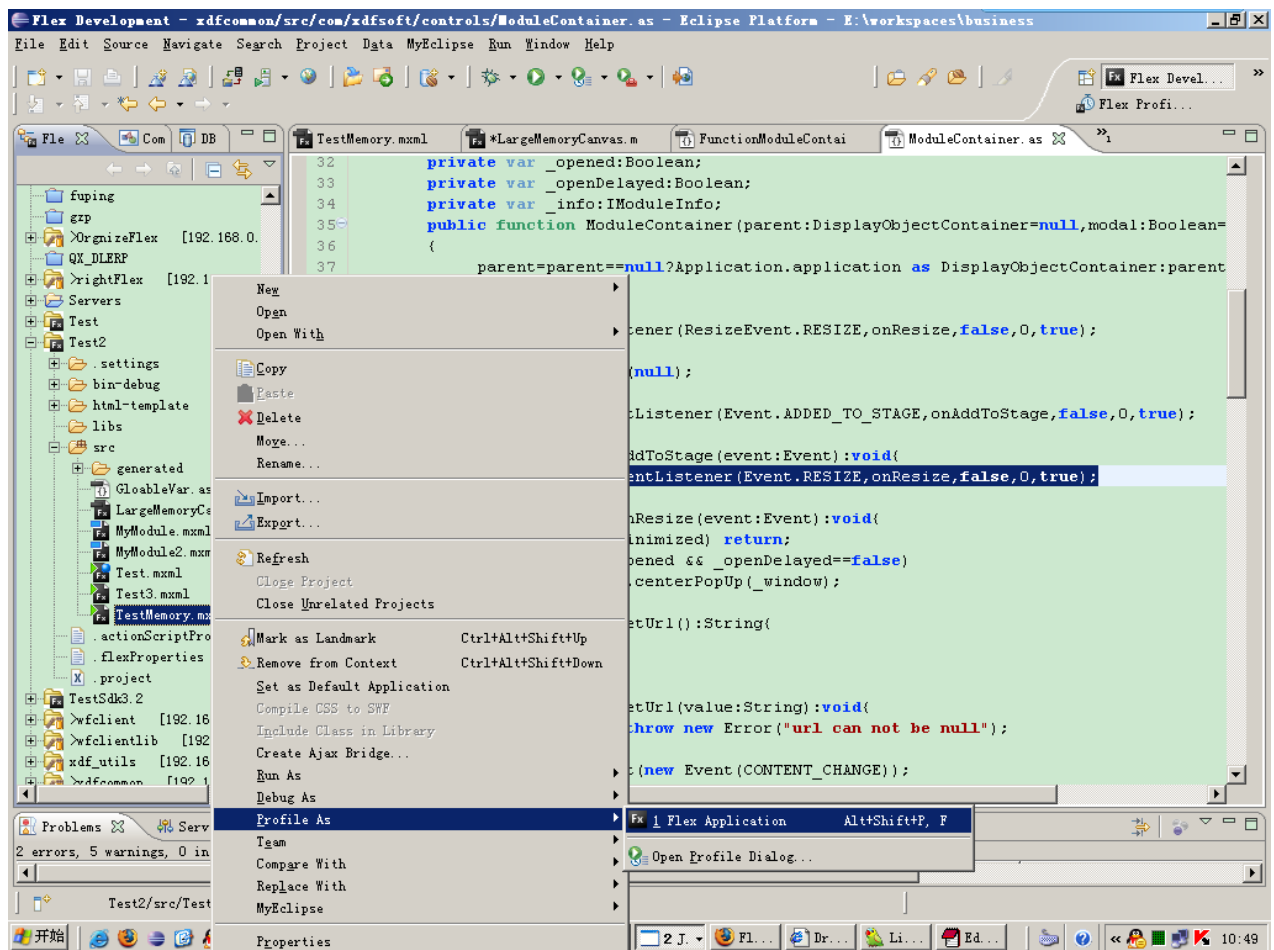 Flex Development - xdfcommon/src/com/xdfsoft/controls/ModuleContainer.as - Eclipse Platform - E:\workspaces\business
File Edit Source Navigate Search Project Data MyEclipse Run Window Help
Flex Devel...
Flex Profi...
Fle Com DB
TestMemory.mxml *LargeMemoryCanvas.m FunctionModuleContai ModuleContainer.as
fuping
gzp
>OrgnizeFlex [192.168.0.
QX_DLERP
>rightFlex [192.1
Servers
Test
Test2
.settings
bin-debug
html-template
libs
src
generated
GloableVar.as
LargeMemoryCa
MyModule.mxml
MyModule2.mxm
Test.mxml
Test3.mxml
TestMemory.mx
.actionScriptPro
.flexProperties
.project
TestSdk3.2
>wfclient [192.16
>wfclientlib [192
xdf_utils [192.16
>xdfcommon [192.1
32 private var _opened:Boolean;
33 private var _openDelayed:Boolean;
34 private var _info:IModuleInfo;
35 public function ModuleContainer(parent:DisplayObjectContainer=null,modal:Boolean=
36 {
37 parent=parent==null?Application.application as DisplayObjectContainer:parent
tener(ResizeEvent.RESIZE,onResize,false,0,true);
(null);
Listener(Event.ADDED_TO_STAGE,onAddToStage,false,0,true);
ddToStage(event:Event):void{
entListener(Event.RESIZE,onResize,false,0,true);
nResize(event:Event):void{
inimized) return;
pened && _openDelayed==false)
.centerPopUp(_window);
etUrl():String{
etUrl(value:String):void{
throw new Error("url can not be null");
t(new Event(CONTENT_CHANGE));
New
Open
Open With
Copy
Paste
Delete
Move...
Rename...
Import...
Export...
Refresh
Close Project
Close Unrelated Projects
Mark as Landmark Ctrl+Alt+Shift+Up
Remove from Context Ctrl+Alt+Shift+Down
Set as Default Application
Compile CSS to SWF
Include Class in Library
Create Ajax Bridge...
Run As
Debug As
Profile As
Team
Compare With
Replace With
MyEclipse
Properties
1 Flex Application Alt+Shift+P, F
Open Profile Dialog...
Problems Serv
2 errors, 5 warnings, 0 in
Test2/src/Test
开始 2 J. Fl... Dr... Li... Ed... 10:49